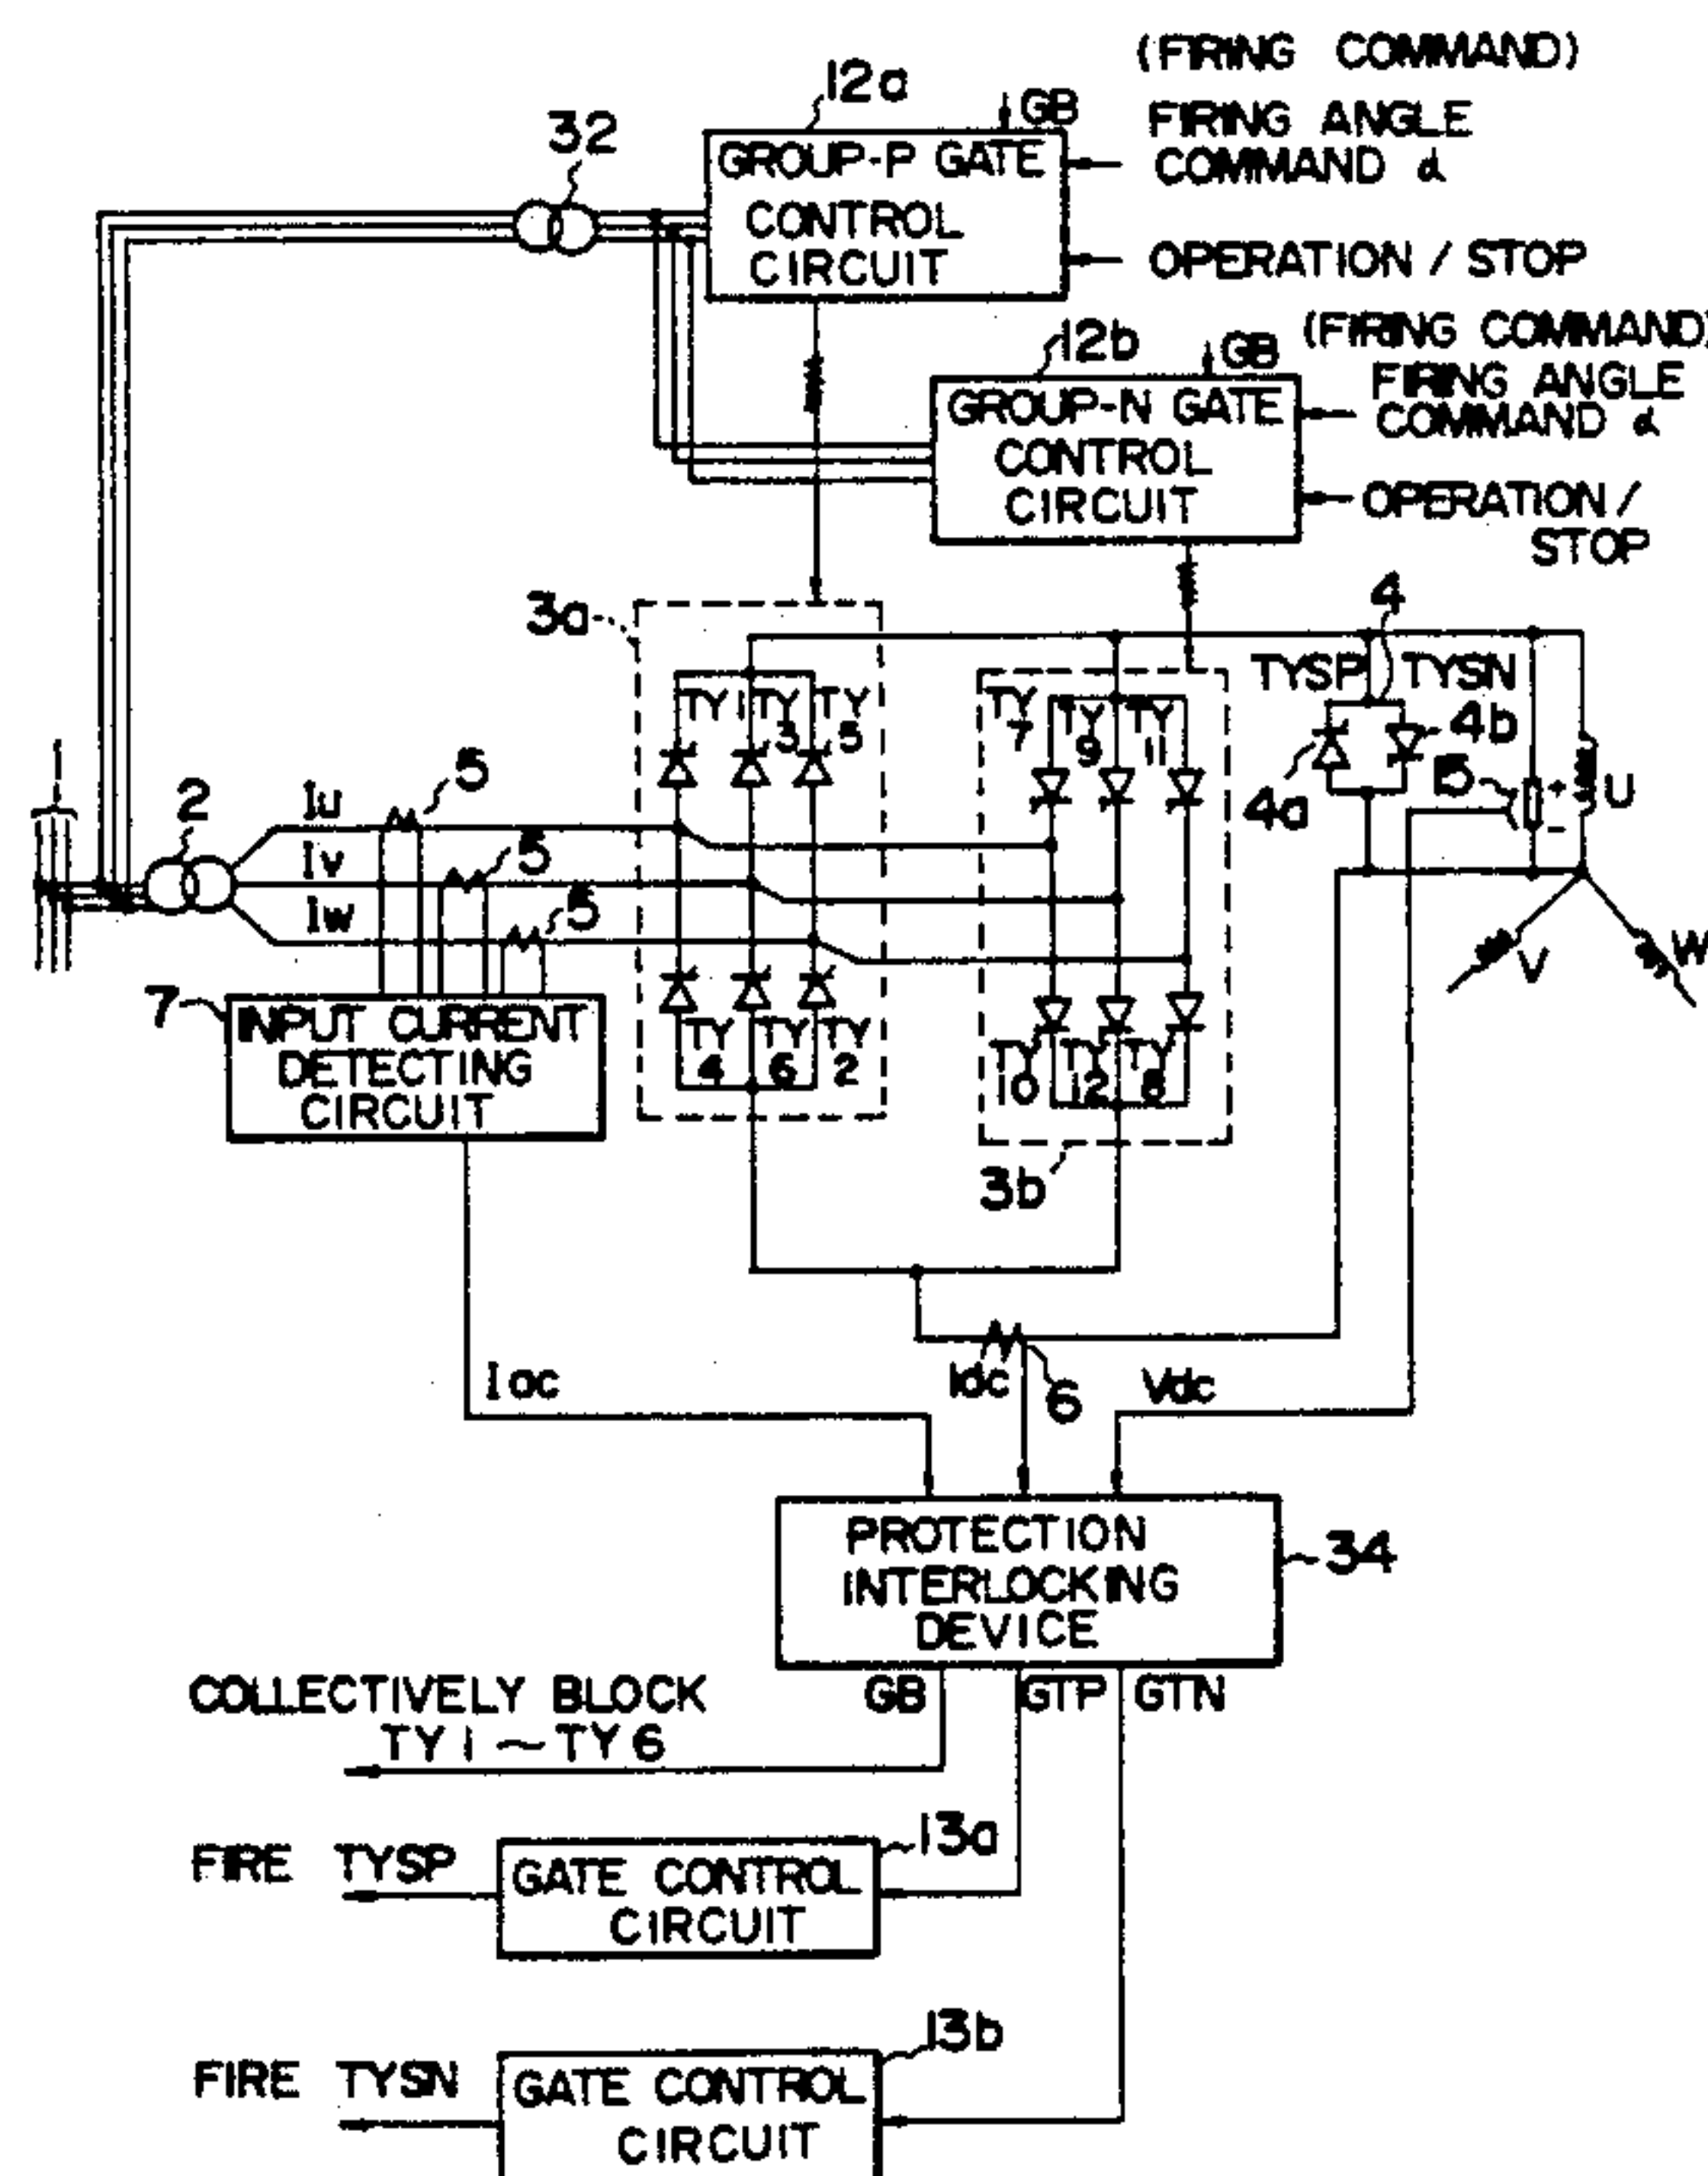 (FIRING COMMAND)
12a
GB
FIRING ANGLE
COMMAND α
32
GROUP-P GATE
CONTROL
CIRCUIT
OPERATION / STOP
12b
GB
(FIRING COMMAND)
FIRING ANGLE
COMMAND α
GROUP-N GATE
CONTROL
CIRCUIT
OPERATION /
STOP
3a
4
TYSP
TYSN
TY 1
TY 3
TY 5
TY 7
TY 9
TY 11
4b
4a
15
+
-
U
1
2
Iu
5
Iv
5
Iw
5
V
W
7
INPUT CURRENT
DETECTING
CIRCUIT
TY 4
TY 6
TY 2
TY 10
TY 12
TY 8
3b
Iac
Idc
6
Vdc
PROTECTION
INTERLOCKING
DEVICE
34
COLLECTIVELY BLOCK
TY1~TY6
GB
GTP
GTN
13a
FIRE TYSP
GATE CONTROL
CIRCUIT
13b
FIRE TYSN
GATE CONTROL
CIRCUIT